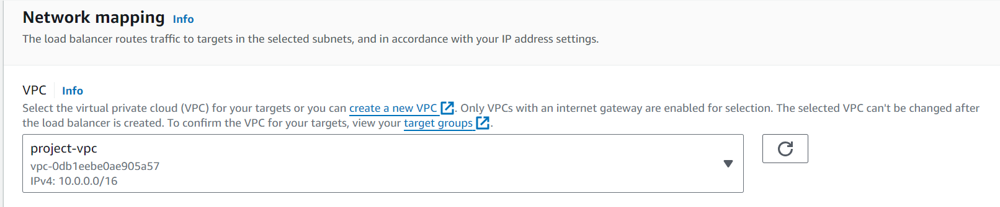 Network mapping Info
The load balancer routes traffic to targets in the selected subnets, and in accordance with your IP address settings.
VPC Info
Select the virtual private cloud (VPC) for your targets or you can create a new VPC. Only VPCs with an internet gateway are enabled for selection. The selected VPC can't be changed after
the load balancer is created. To confirm the VPC for your targets, view your target groups.
project-vpc
vpc-0db1eebe0ae905a57
IPv4: 10.0.0.0/16